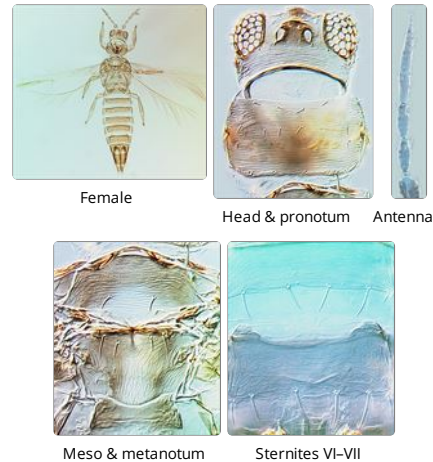 Female
Head & pronotum
Antenna
Meso & metanotum
Sternites VI–VII